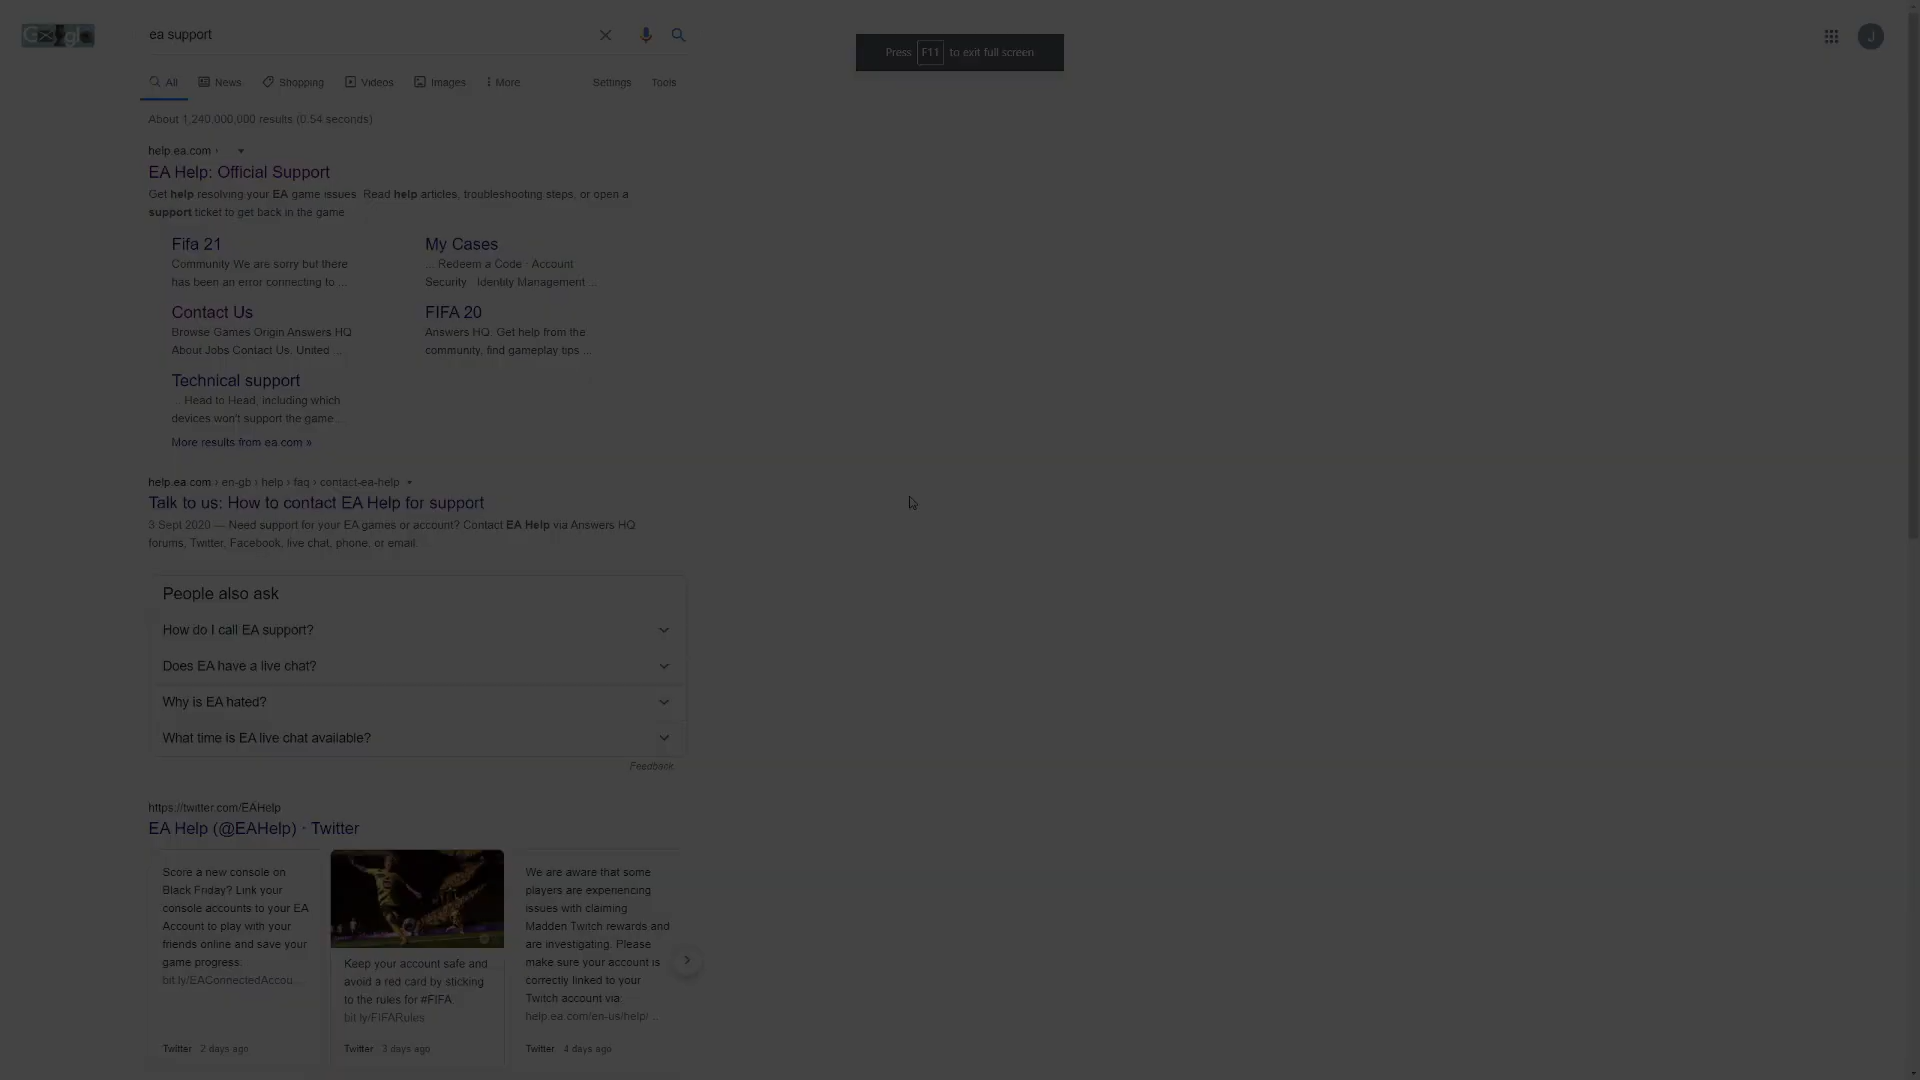 Google
ea support
Press F11 to exit full screen
J
All News Shopping Videos Images More Settings Tools
About 1,240,000,000 results (0.54 seconds)
help.ea.com ›
EA Help: Official Support
Get help resolving your EA game issues. Read help articles, troubleshooting steps, or open a
support ticket to get back in the game.
Fifa 21
Community We are sorry but there
has been an error connecting to ...
My Cases
... Redeem a Code · Account
Security · Identity Management ...
Contact Us
Browse Games Origin Answers HQ
About Jobs Contact Us. United ...
FIFA 20
Answers HQ. Get help from the
community, find gameplay tips ...
Technical support
... Head to Head, including which
devices won't support the game ...
More results from ea.com »
help.ea.com › en-gb › help › faq › contact-ea-help
Talk to us: How to contact EA Help for support
3 Sept 2020 — Need support for your EA games or account? Contact EA Help via Answers HQ
forums, Twitter, Facebook, live chat, phone, or email.
People also ask
How do I call EA support?
Does EA have a live chat?
Why is EA hated?
What time is EA live chat available?
Feedback
https://twitter.com/EAHelp
EA Help (@EAHelp) · Twitter
Score a new console on
Black Friday? Link your
console accounts to your EA
Account to play with your
friends online and save your
game progress:
bit.ly/EAConnectedAccou...
Twitter 2 days ago
Keep your account safe and
avoid a red card by sticking
to the rules for #FIFA.
bit.ly/FIFARules
Twitter 3 days ago
We are aware that some
players are experiencing
issues with claiming
Madden Twitch rewards and
are investigating. Please
make sure your account is
correctly linked to your
Twitch account via:
help.ea.com/en-us/help/...
Twitter 4 days ago